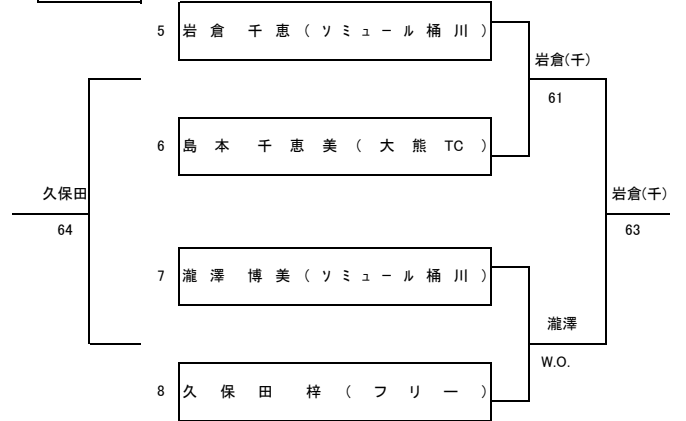 5 岩倉 千恵(ソミュール桶川)
岩倉(千)
61
6 島本 千恵美(大熊TC)
久保田
64
岩倉(千)
63
7 瀧澤 博美(ソミュール桶川)
瀧澤
W.O.
8 久保田 梓(フリー)